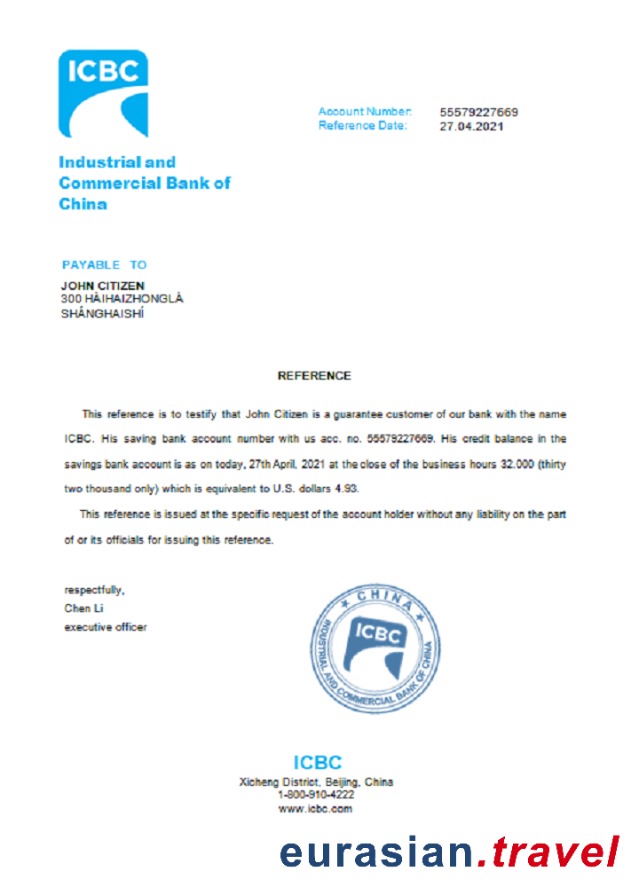 ICBC
Industrial and
Commercial Bank of
China
Account Number: 55579227669
Reference Date: 27.04.2021
PAYABLE TO
JOHN CITIZEN
300 HÀIHAIZHONGLÀ
SHÁNGHAISHÍ
REFERENCE
This reference is to testify that John Citizen is a guarantee customer of our bank with the name
ICBC. His saving bank account number with us acc. no. 55579227669. His credit balance in the
savings bank account is as on today, 27th April, 2021 at the close of the business hours 32.000 (thirty
two thousand only) which is equivalent to U.S. dollars 4.93.
This reference is issued at the specific request of the account holder without any liability on the part
of or its officials for issuing this reference.
respectfully,
Chen Li
executive officer
CHINA
ICBC
INDUSTRIAL AND COMMERCIAL BANK OF CHINA
ICBC
Xicheng District, Beijing, China
1-800-910-4222
www.icbc.com
eurasian.travel